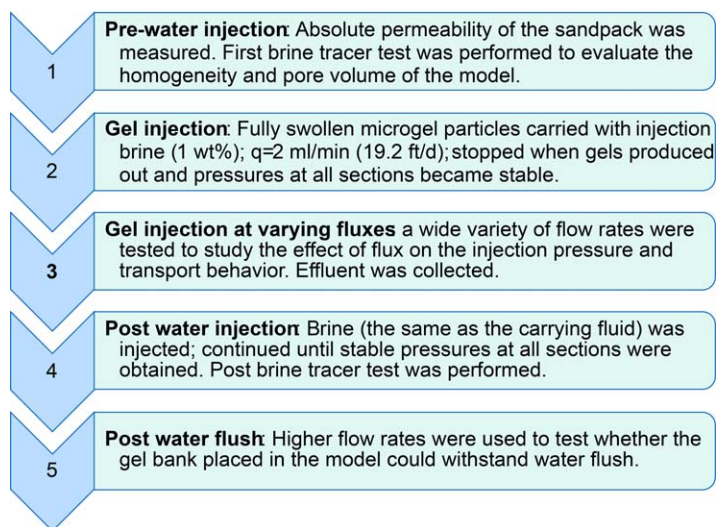 1
Pre-water injection: Absolute permeability of the sandpack was
measured. First brine tracer test was performed to evaluate the
homogeneity and pore volume of the model.
2
Gel injection: Fully swollen microgel particles carried with injection
brine (1 wt%); q=2 ml/min (19.2 ft/d); stopped when gels produced
out and pressures at all sections became stable.
3
Gel injection at varying fluxes a wide variety of flow rates were
tested to study the effect of flux on the injection pressure and
transport behavior. Effluent was collected.
4
Post water injection: Brine (the same as the carrying fluid) was
injected; continued until stable pressures at all sections were
obtained. Post brine tracer test was performed.
5
Post water flush: Higher flow rates were used to test whether the
gel bank placed in the model could withstand water flush.